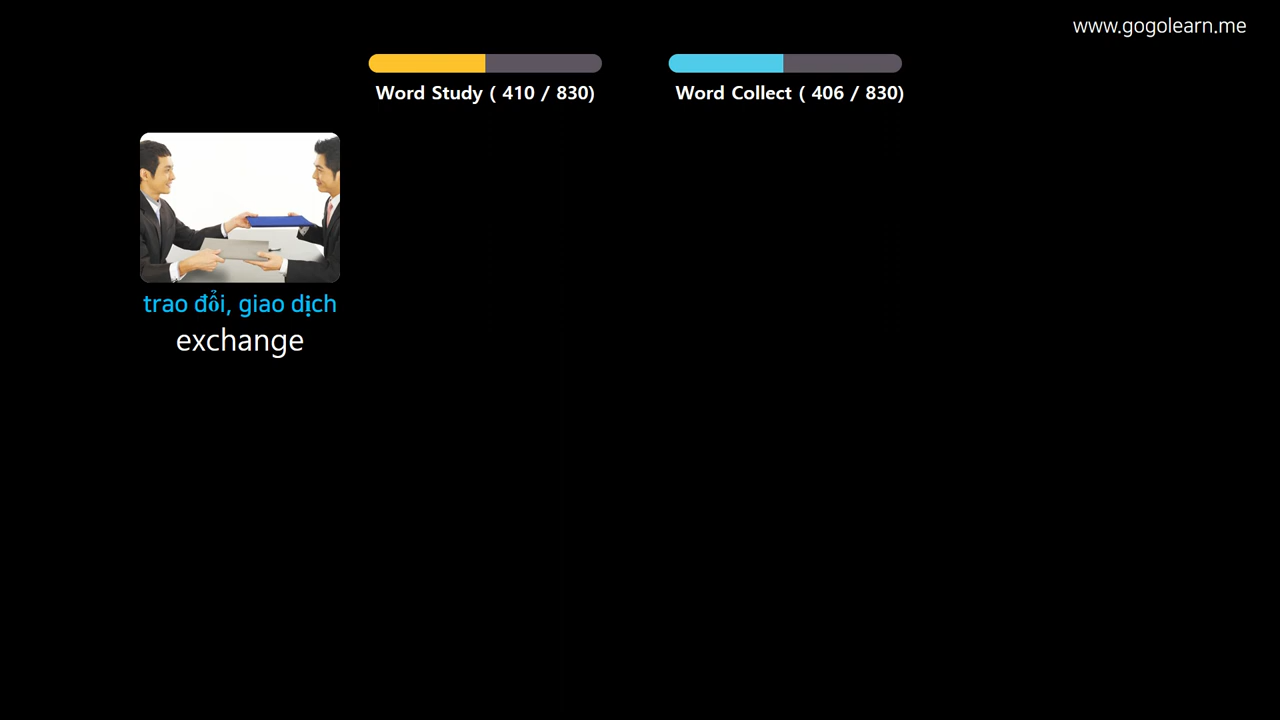 www.gogolearn.me
Word Study ( 410 / 830)
Word Collect ( 406 / 830)
trao đổi, giao dịch
exchange